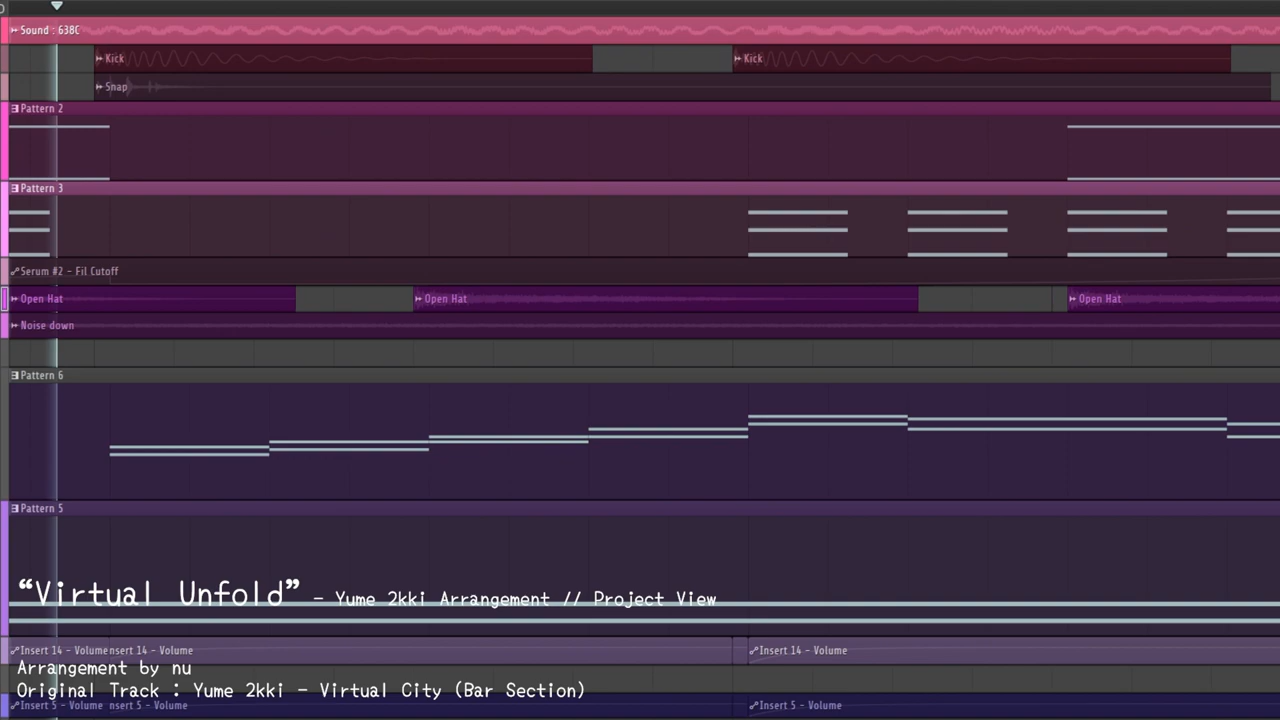 Sound : 638C
Kick Kick
Snap
Pattern 2
Pattern 3
Serum #2 - Fil Cutoff
Open Hat Open Hat Open Hat
Noise down
Pattern 6
Pattern 5
“Virtual Unfold” - Yume 2kki Arrangement // Project View
Insert 14 - Volume nsert 14 - Volume Insert 14 - Volume
Arrangement by nu
Original Track : Yume 2kki - Virtual City (Bar Section)
Insert 5 - Volume nsert 5 - Volume Insert 5 - Volume